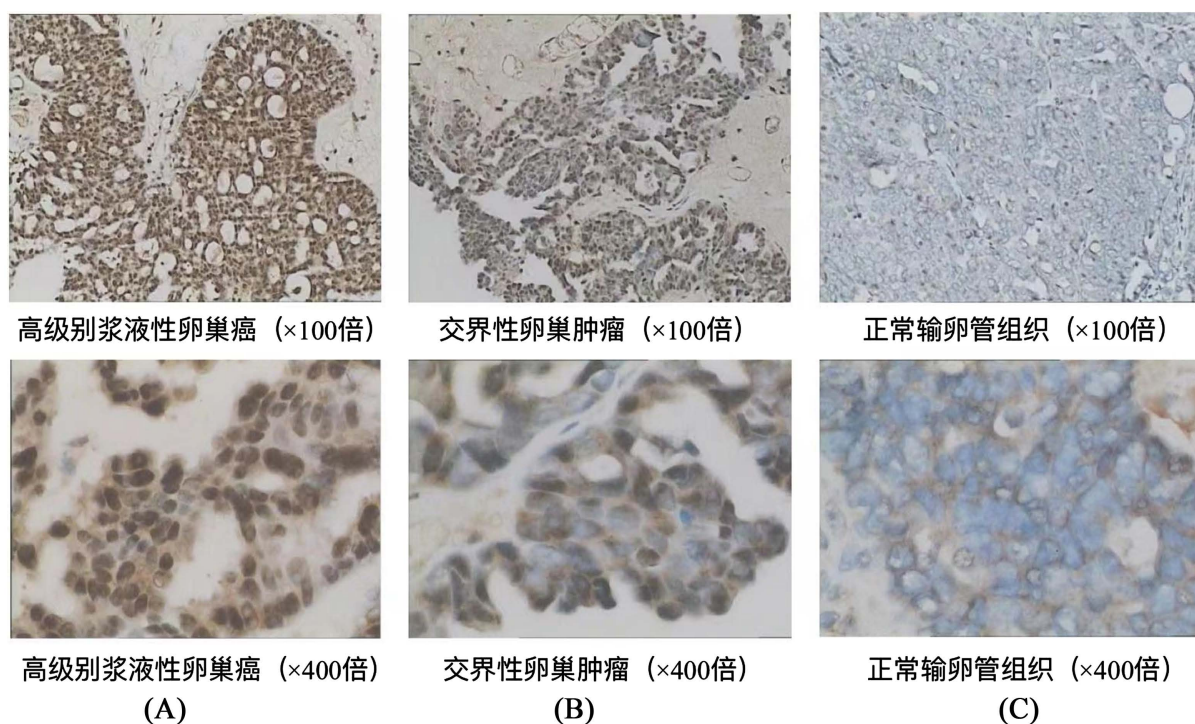 高级别浆液性卵巢癌（×100倍）
交界性卵巢肿瘤（×100倍）
正常输卵管组织（×100倍）
高级别浆液性卵巢癌（×400倍）
交界性卵巢肿瘤（×400倍）
正常输卵管组织（×400倍）
(A)
(B)
(C)